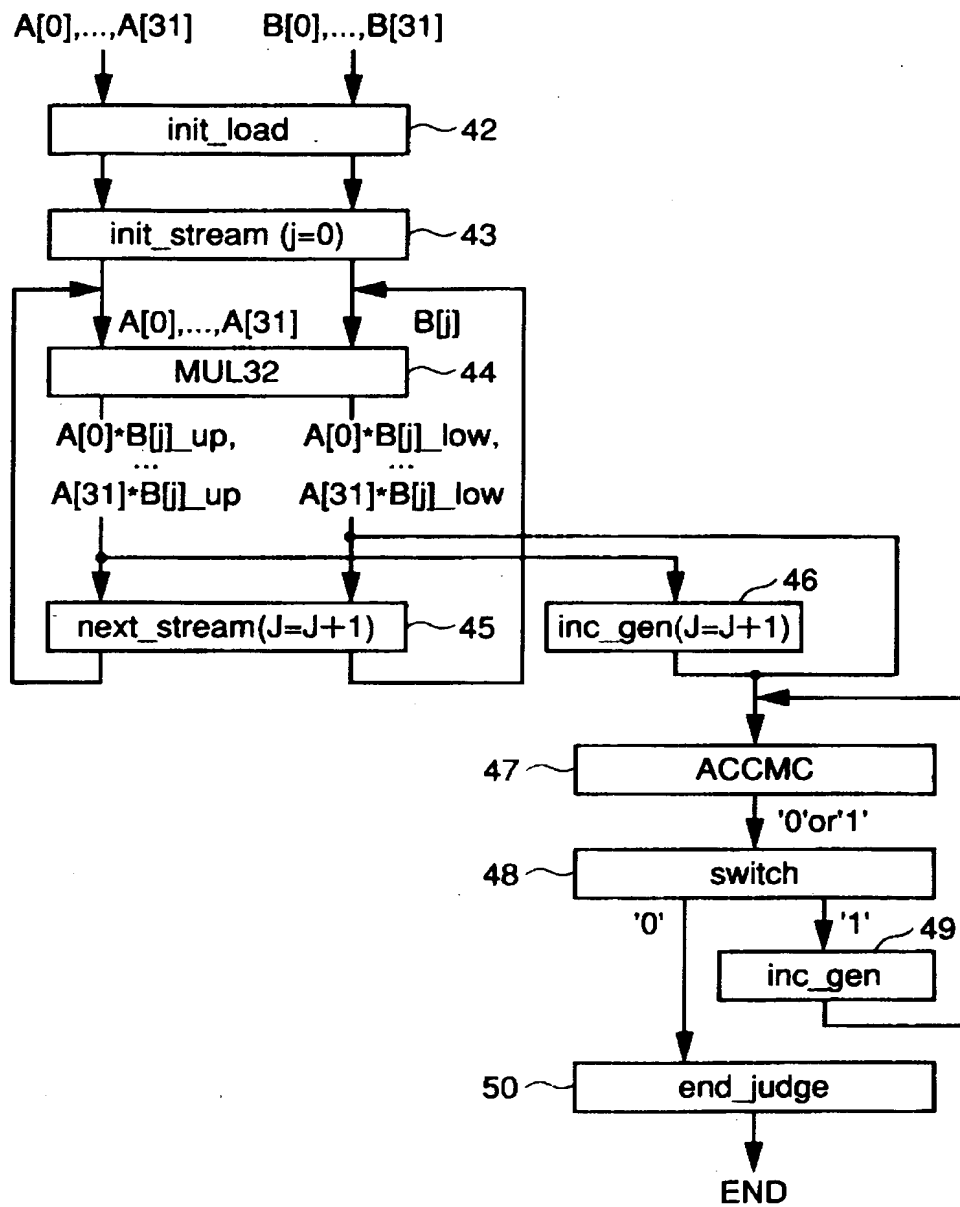 A[0],...,A[31] B[0],...,B[31]
init_load 42
init_stream (j=0) 43
A[0],...,A[31] B[j]
MUL32 44
A[0]*B[j]_up, A[0]*B[j]_low,
... ...
A[31]*B[j]_up A[31]*B[j]_low
46
next_stream(J=J+1) 45 inc_gen(J=J+1)
47 ACCMC
'0'or'1'
48 switch
'0' '1' 49
inc_gen
50 end_judge
END